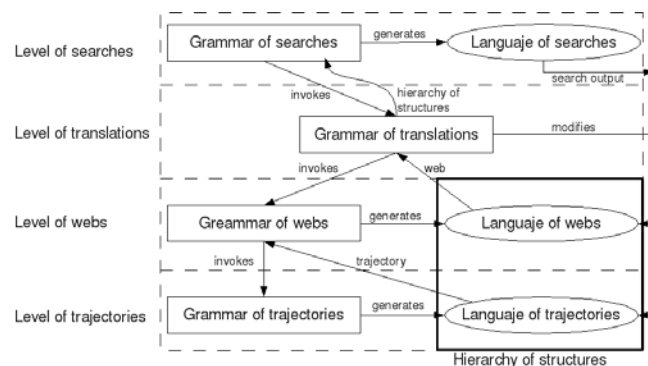 Level of searches
Grammar of searches
generates
Languaje of searches
search output
invokes
hierarchy of
structures
Level of translations
Grammar of translations
modifies
invokes
web
Level of webs
Greammar of webs
generates
Languaje of webs
invokes
trajectory
Level of trajectories
Grammar of trajectories
generates
Languaje of trajectories
Hierarchy of structures